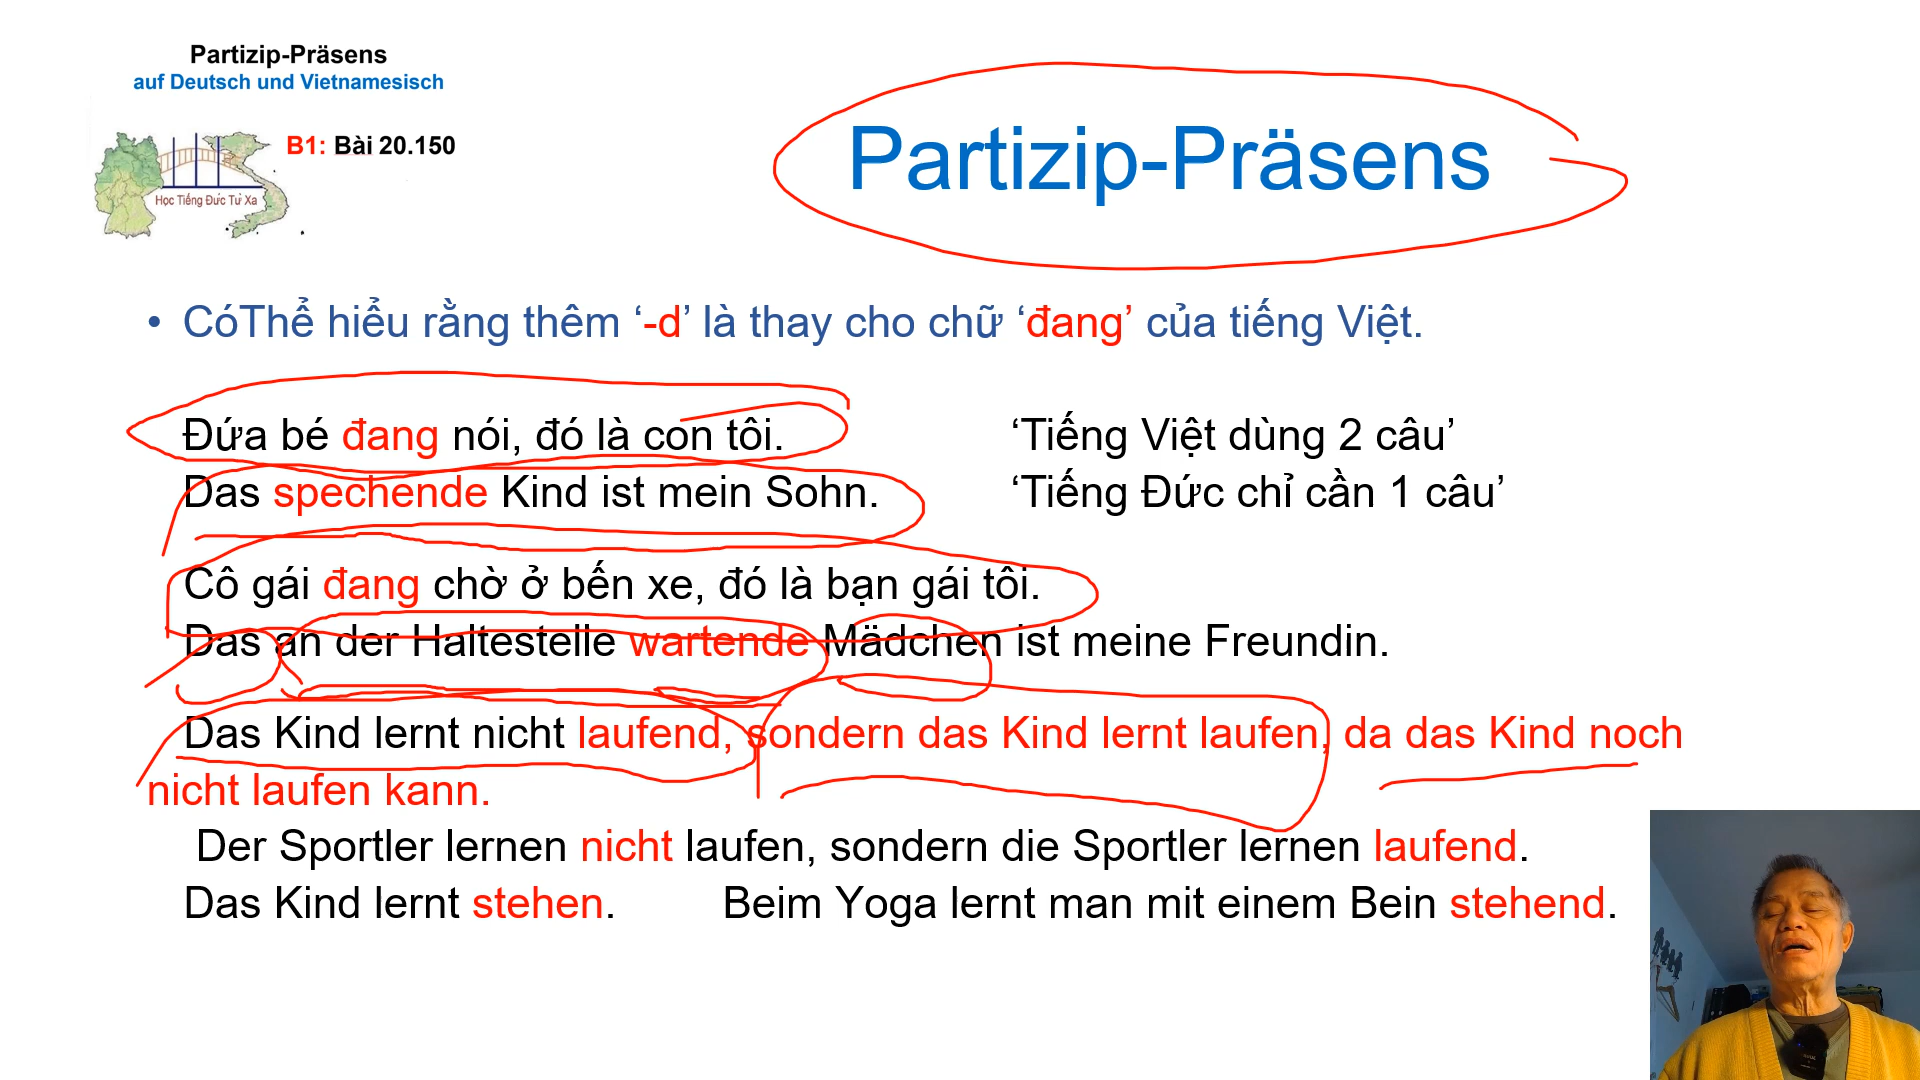 Partizip-Präsens
auf Deutsch und Vietnamesisch
B1: Bài 20.150
Học Tiếng Đức Từ Xa
Partizip-Präsens
• CóThể hiểu rằng thêm ‘-d’ là thay cho chữ ‘đang’ của tiếng Việt.
Đứa bé đang nói, đó là con tôi. ‘Tiếng Việt dùng 2 câu’
Das spechende Kind ist mein Sohn. ‘Tiếng Đức chỉ cần 1 câu’
Cô gái đang chờ ở bến xe, đó là bạn gái tôi.
Das an der Haltestelle wartende Mädchen ist meine Freundin.
Das Kind lernt nicht laufend, sondern das Kind lernt laufen, da das Kind noch
nicht laufen kann.
Der Sportler lernen nicht laufen, sondern die Sportler lernen laufend.
Das Kind lernt stehen. Beim Yoga lernt man mit einem Bein stehend.